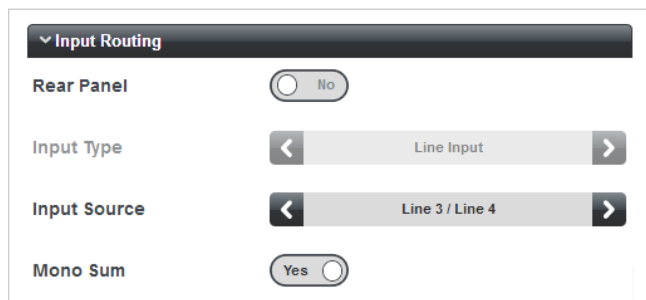 Input Routing
Rear Panel No
Input Type Line Input
Input Source Line 3 / Line 4
Mono Sum Yes